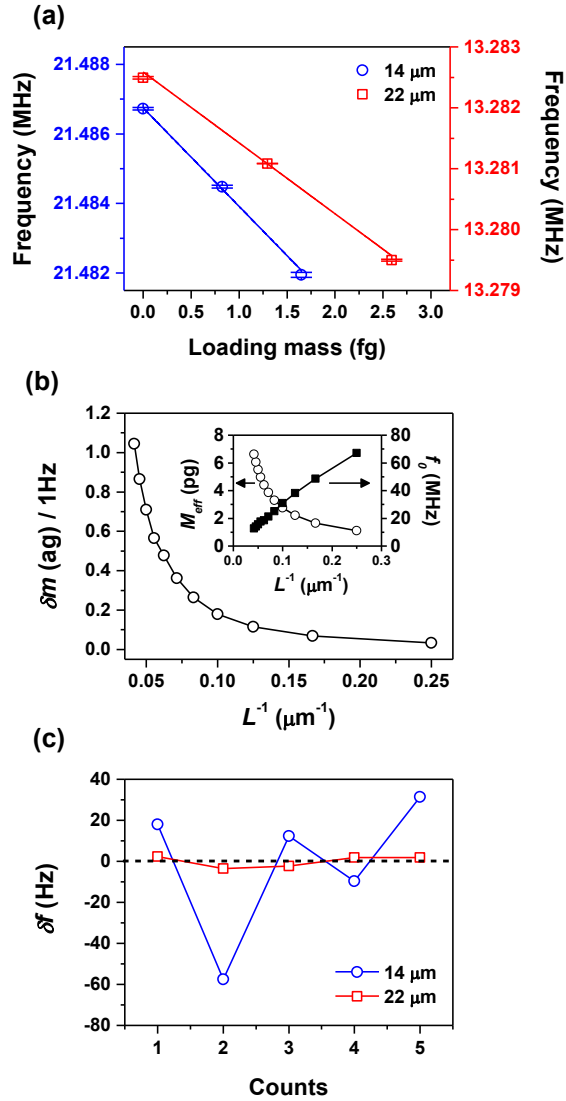 (a)
21.488
21.486
21.484
21.482
Frequency (MHz)
13.283
13.282
13.281
13.280
13.279
Frequency
(MHz)
14 μm
22 μm
0.0 0.5 1.0 1.5 2.0 2.5 3.0
Loading mass (fg)
(b)
1.2
1.0
0.8
0.6
0.4
0.2
0.0
δm (ag) / 1Hz
8
6
4
2
0
M_eff (pg)
80
60
40
20
0
f_0
(MHz)
0 0.1 0.2 0.3
L⁻¹ (μm⁻¹)
0.05 0.10 0.15 0.20 0.25
L⁻¹ (μm⁻¹)
(c)
40
20
0
-20
-40
-60
-80
δf (Hz)
14 μm
22 μm
1 2 3 4 5
Counts